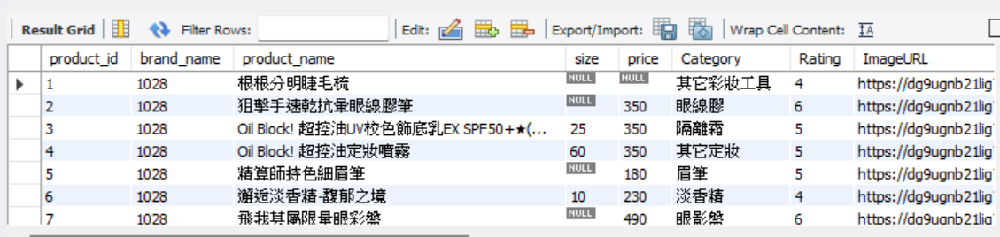 Result Grid Filter Rows: Edit: Export/Import: Wrap Cell Content: IA
product_id brand_name product_name size price Category Rating ImageURL
1 1028 根根分明睫毛梳 NULL NULL 其它彩妝工具 4 https://dg9ugnb21lig
2 1028 狙擊手速乾抗暈眼線膠筆 NULL 350 眼線膠 6 https://dg9ugnb21lig
3 1028 Oil Block! 超控油UV校色飾底乳EX SPF50+★(... 25 350 隔離霜 5 https://dg9ugnb21lig
4 1028 Oil Block! 超控油定妝噴霧 60 350 其它定妝 5 https://dg9ugnb21lig
5 1028 精算師持色細眉筆 NULL 180 眉筆 5 https://dg9ugnb21lig
6 1028 邂逅淡香精-馥郁之境 10 230 淡香精 4 https://dg9ugnb21lig
7 1028 飛我其屬限量眼彩盤 NULL 490 眼影盤 6 https://dg9ugnb21lig